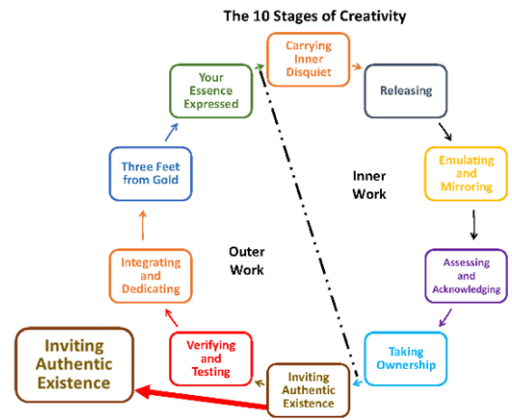 The 10 Stages of Creativity
Carrying
Inner
Disquiet
Releasing
Emulating
and
Mirroring
Assessing
and
Acknowledging
Taking
Ownership
Inviting
Authentic
Existence
Verifying
and
Testing
Integrating
and
Dedicating
Three Feet
from Gold
Your
Essence
Expressed
Inner
Work
Outer
Work
Inviting
Authentic
Existence